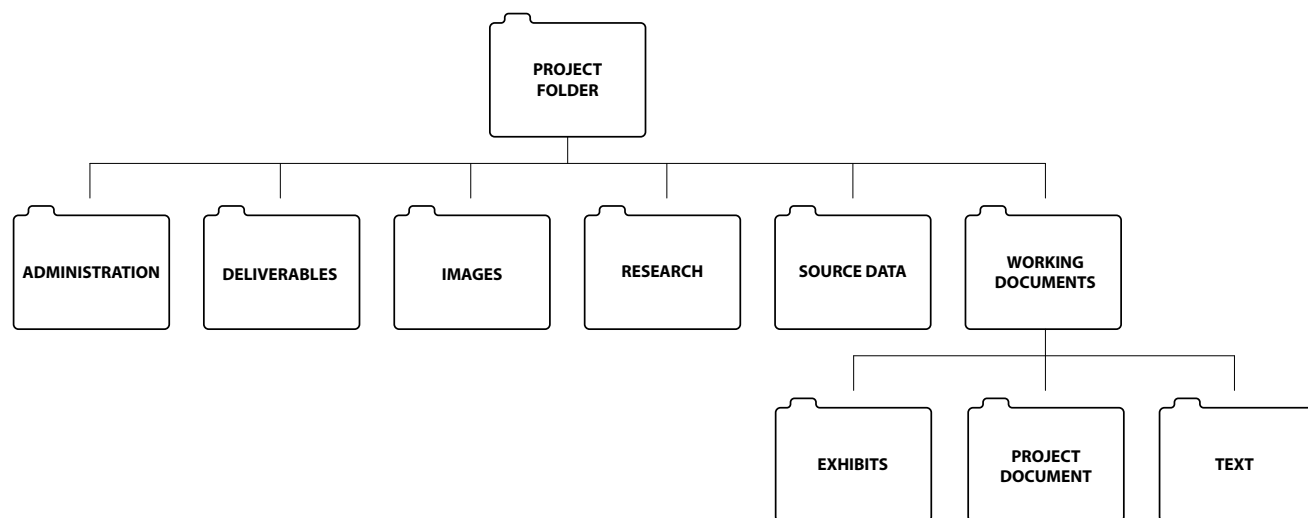 PROJECT
FOLDER
ADMINISTRATION
DELIVERABLES
IMAGES
RESEARCH
SOURCE DATA
WORKING
DOCUMENTS
EXHIBITS
PROJECT
DOCUMENT
TEXT